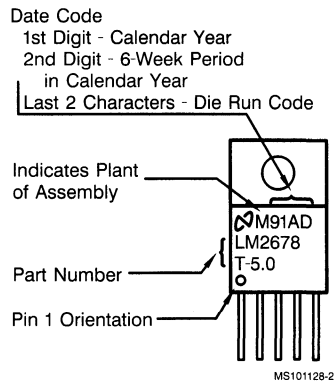 Date Code
1st Digit - Calendar Year
2nd Digit - 6-Week Period
in Calendar Year
Last 2 Characters - Die Run Code
Indicates Plant
of Assembly
M91AD
LM2678
T-5.0
Part Number
Pin 1 Orientation
MS101128-2